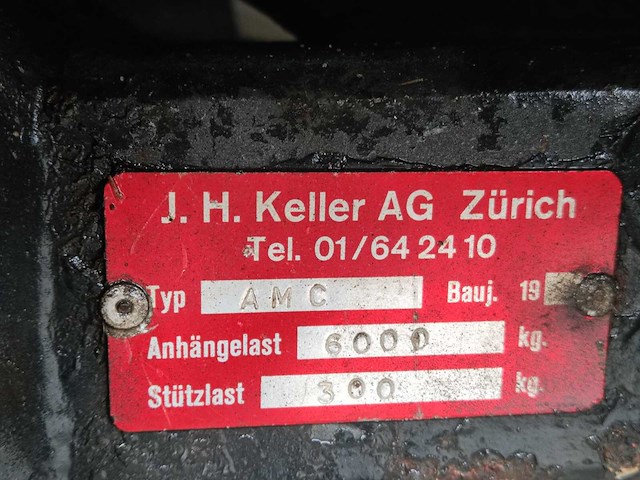 J. H. Keller AG Zürich
Tel. 01/64 24 10
Typ AMC Bauj. 19
Anhängelast 6000 kg.
Stützlast 300 kg.